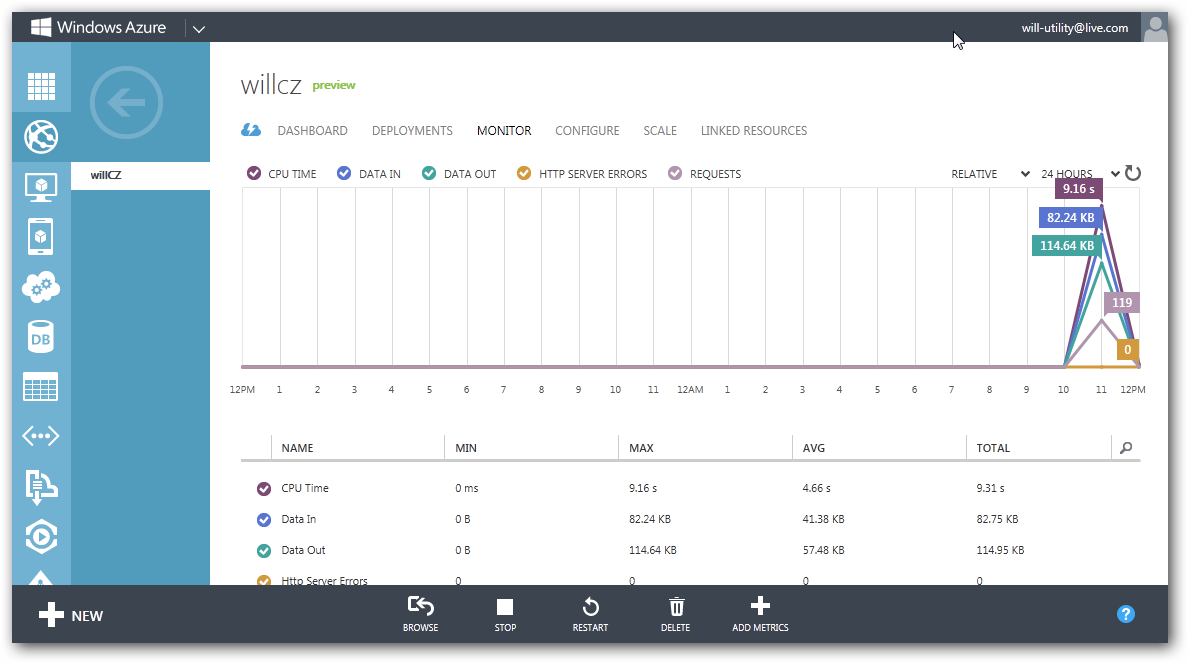 Windows Azure
will-utility@live.com
willcz preview
DASHBOARD DEPLOYMENTS MONITOR CONFIGURE SCALE LINKED RESOURCES
willCZ
CPU TIME DATA IN DATA OUT HTTP SERVER ERRORS REQUESTS RELATIVE 24 HOURS
9.16 s
82.24 KB
114.64 KB
119
0
12PM 1 2 3 4 5 6 7 8 9 10 11 12AM 1 2 3 4 5 6 7 8 9 10 11 12PM
DB
NAME MIN MAX AVG TOTAL
CPU Time 0 ms 9.16 s 4.66 s 9.31 s
Data In 0 B 82.24 KB 41.38 KB 82.75 KB
Data Out 0 B 114.64 KB 57.48 KB 114.95 KB
Http Server Errors 0 0 0 0
NEW
BROWSE STOP RESTART DELETE ADD METRICS
?